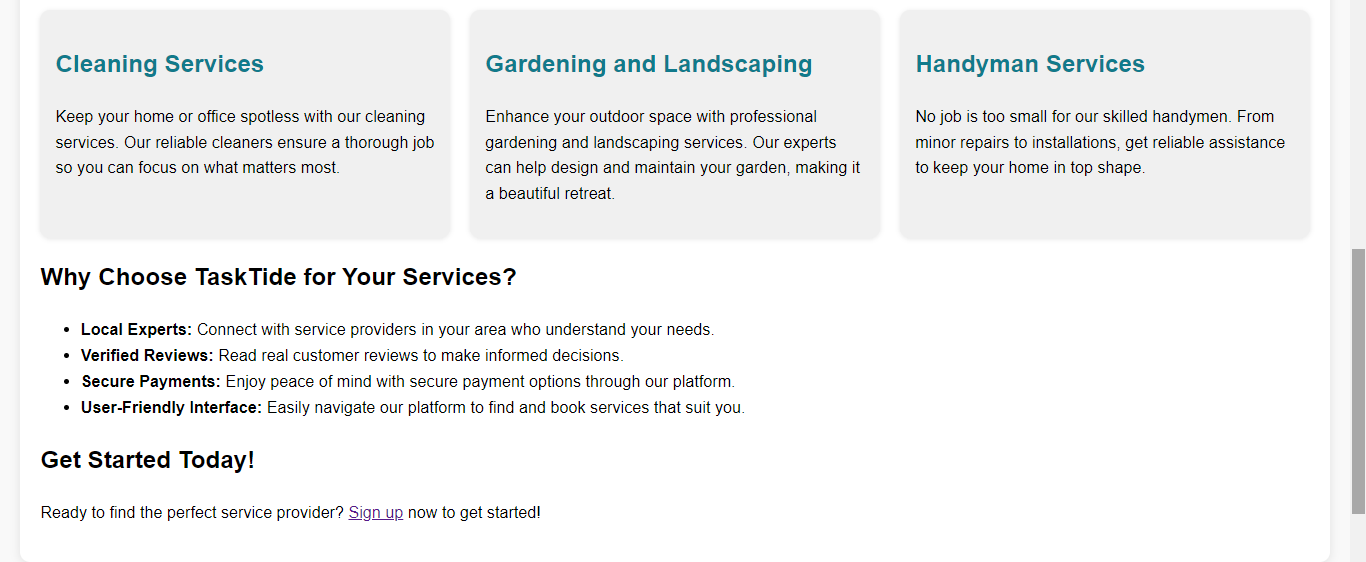 Cleaning Services
Keep your home or office spotless with our cleaning
services. Our reliable cleaners ensure a thorough job
so you can focus on what matters most.
Gardening and Landscaping
Enhance your outdoor space with professional
gardening and landscaping services. Our experts
can help design and maintain your garden, making it
a beautiful retreat.
Handyman Services
No job is too small for our skilled handymen. From
minor repairs to installations, get reliable assistance
to keep your home in top shape.
Why Choose TaskTide for Your Services?
• Local Experts: Connect with service providers in your area who understand your needs.
• Verified Reviews: Read real customer reviews to make informed decisions.
• Secure Payments: Enjoy peace of mind with secure payment options through our platform.
• User-Friendly Interface: Easily navigate our platform to find and book services that suit you.
Get Started Today!
Ready to find the perfect service provider? Sign up now to get started!